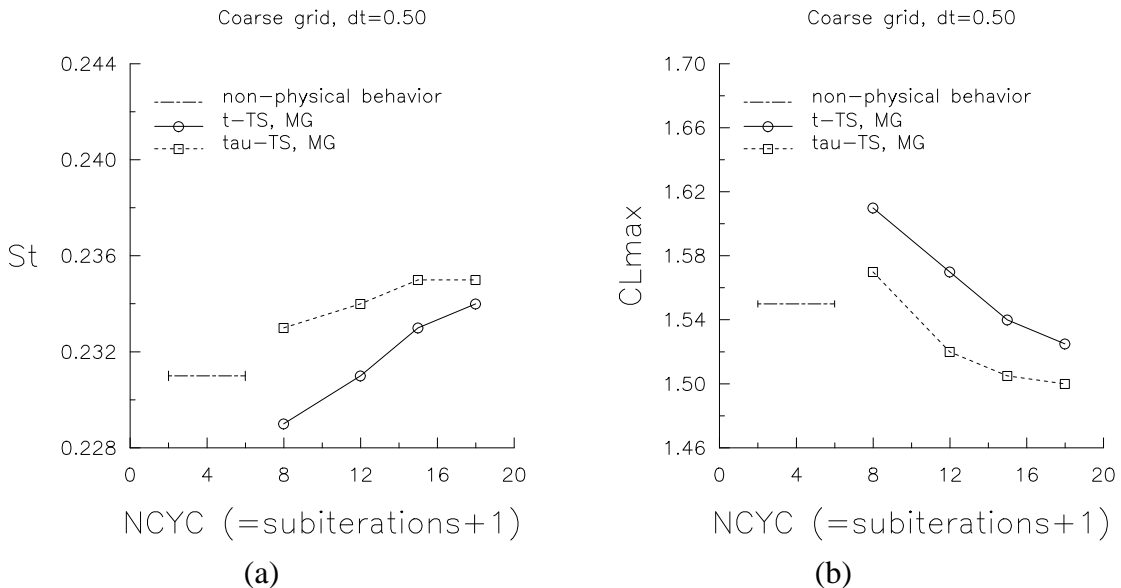 Coarse grid, dt=0.50
0.244
0.240
0.236
0.232
0.228
St
non-physical behavior
t-TS, MG
tau-TS, MG
0 4 8 12 16 20
NCYC (=subiterations+1)
(a)
Coarse grid, dt=0.50
1.70
1.66
1.62
1.58
1.54
1.50
1.46
CLmax
non-physical behavior
t-TS, MG
tau-TS, MG
0 4 8 12 16 20
NCYC (=subiterations+1)
(b)